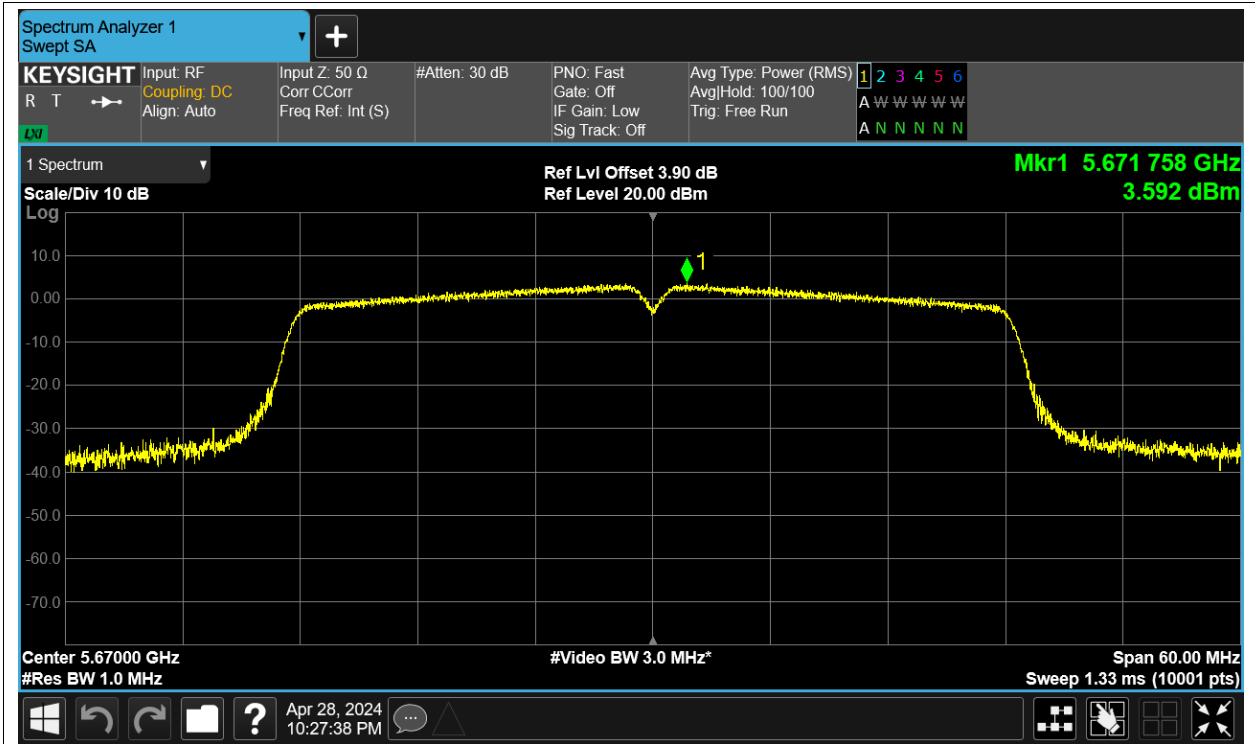 Spectrum Analyzer 1
Swept SA
KEYSIGHT
R T
LXI
Input: RF
Coupling: DC
Align: Auto
Input Z: 50 Ω
Corr CCorr
Freq Ref: Int (S)
#Atten: 30 dB
PNO: Fast
Gate: Off
IF Gain: Low
Sig Track: Off
Avg Type: Power (RMS)
Avg|Hold: 100/100
Trig: Free Run
1 2 3 4 5 6
A W W W W W
A N N N N N
1 Spectrum
Scale/Div 10 dB
Log
Ref Lvl Offset 3.90 dB
Ref Level 20.00 dBm
Mkr1 5.671 758 GHz
3.592 dBm
1
10.0
0.00
-10.0
-20.0
-30.0
-40.0
-50.0
-60.0
-70.0
Center 5.67000 GHz
#Res BW 1.0 MHz
#Video BW 3.0 MHz*
Span 60.00 MHz
Sweep 1.33 ms (10001 pts)
?
Apr 28, 2024
10:27:38 PM